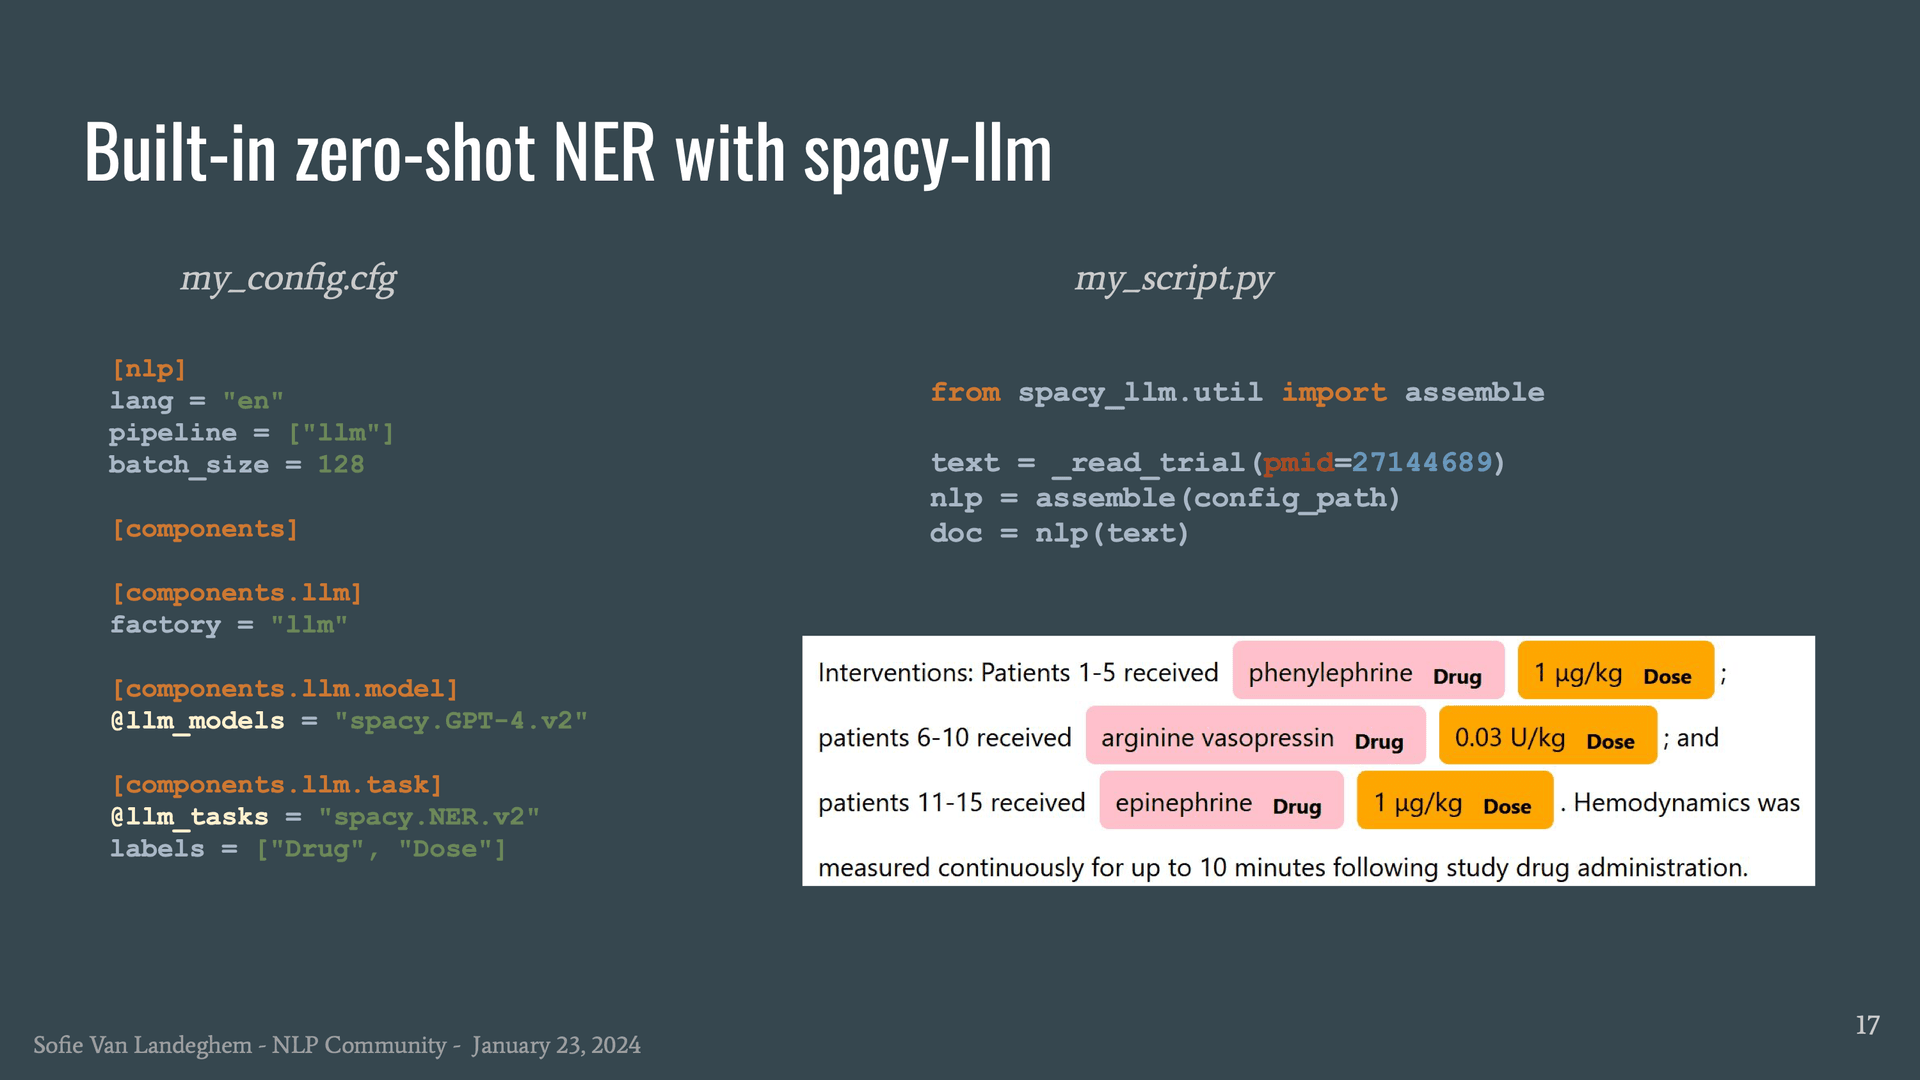 Built-in zero-shot NER with spacy-llm
my_config.cfg
[nlp]
lang = "en"
pipeline = ["llm"]
batch_size = 128
[components]
[components.llm]
factory = "llm"
[components.llm.model]
@llm_models = "spacy.GPT-4.v2"
[components.llm.task]
@llm_tasks = "spacy.NER.v2"
labels = ["Drug", "Dose"]
my_script.py
from spacy_llm.util import assemble
text = _read_trial(pmid=27144689)
nlp = assemble(config_path)
doc = nlp(text)
Interventions: Patients 1-5 received phenylephrine Drug 1 µg/kg Dose ;
patients 6-10 received arginine vasopressin Drug 0.03 U/kg Dose ; and
patients 11-15 received epinephrine Drug 1 µg/kg Dose . Hemodynamics was
measured continuously for up to 10 minutes following study drug administration.
Sofie Van Landeghem - NLP Community - January 23, 2024
17